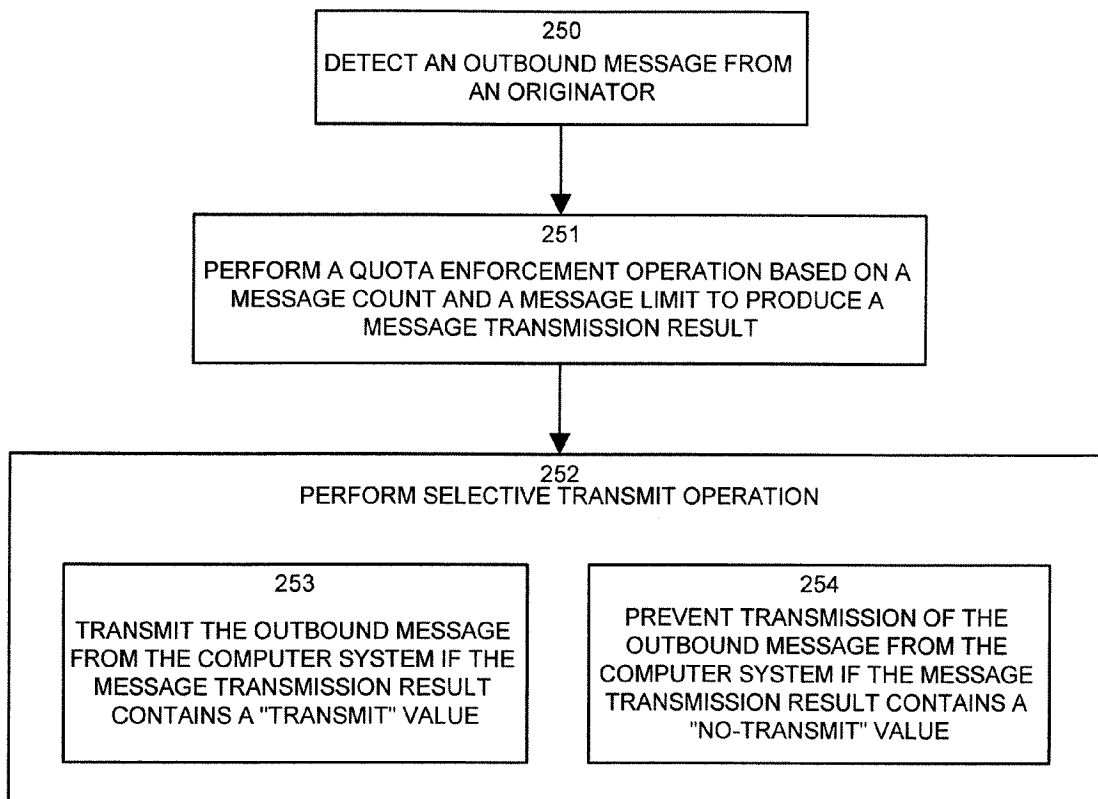 250
DETECT AN OUTBOUND MESSAGE FROM
AN ORIGINATOR
251
PERFORM A QUOTA ENFORCEMENT OPERATION BASED ON A
MESSAGE COUNT AND A MESSAGE LIMIT TO PRODUCE A
MESSAGE TRANSMISSION RESULT
252
PERFORM SELECTIVE TRANSMIT OPERATION
253
TRANSMIT THE OUTBOUND MESSAGE
FROM THE COMPUTER SYSTEM IF THE
MESSAGE TRANSMISSION RESULT
CONTAINS A "TRANSMIT" VALUE
254
PREVENT TRANSMISSION OF THE
OUTBOUND MESSAGE FROM THE
COMPUTER SYSTEM IF THE MESSAGE
TRANSMISSION RESULT CONTAINS A
"NO-TRANSMIT" VALUE